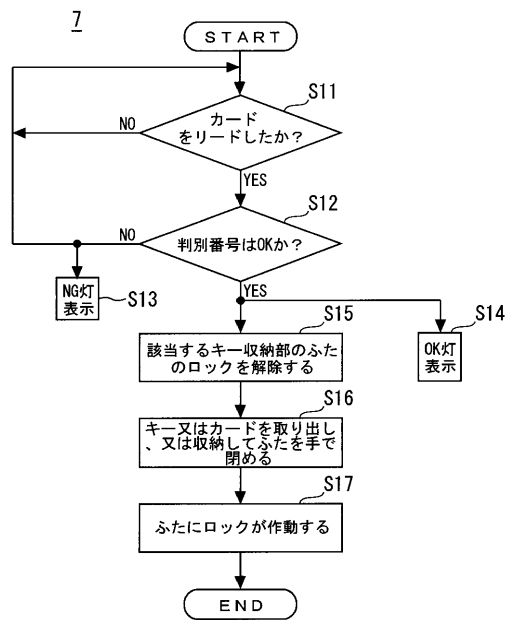 7
START
S11
カード
をリードしたか？
NO
YES
S12
判別番号はOKか？
NO
YES
NG灯
表示
S13
S14
OK灯
表示
S15
該当するキー収納部のふた
のロックを解除する
S16
キー又はカードを取り出し
、又は収納してふたを手で
閉める
S17
ふたにロックが作動する
END